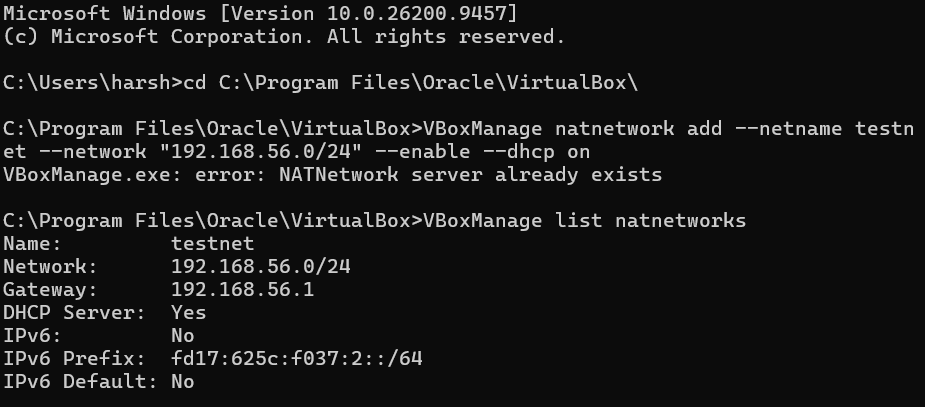 Microsoft Windows [Version 10.0.26200.9457]
(c) Microsoft Corporation. All rights reserved.
C:\Users\harsh>cd C:\Program Files\Oracle\VirtualBox\
C:\Program Files\Oracle\VirtualBox>VBoxManage natnetwork add --netname testn
et --network "192.168.56.0/24" --enable --dhcp on
VBoxManage.exe: error: NATNetwork server already exists
C:\Program Files\Oracle\VirtualBox>VBoxManage list natnetworks
Name:         testnet
Network:      192.168.56.0/24
Gateway:      192.168.56.1
DHCP Server:  Yes
IPv6:         No
IPv6 Prefix:  fd17:625c:f037:2::/64
IPv6 Default: No